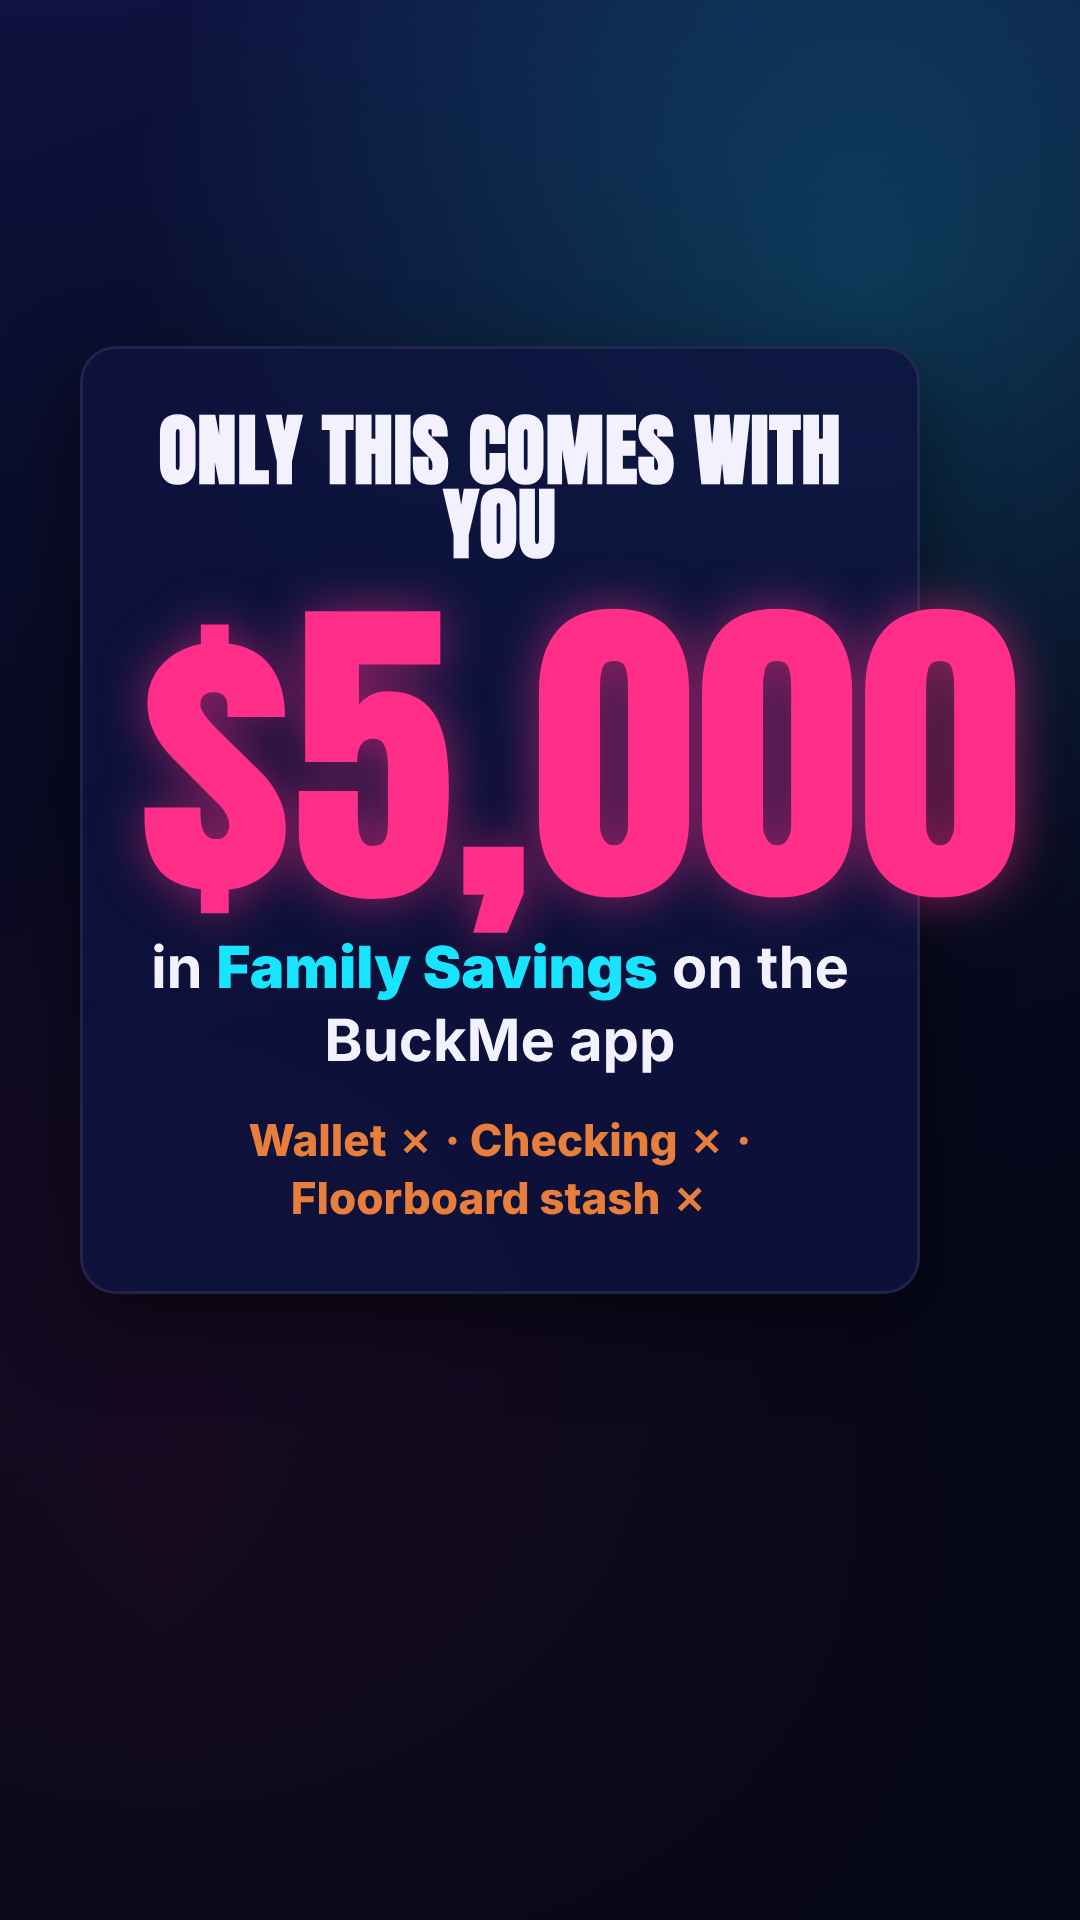 ONLY THIS COMES WITH
YOU
$5,000
in Family Savings on the
BuckMe app
Wallet × · Checking × ·
Floorboard stash ×